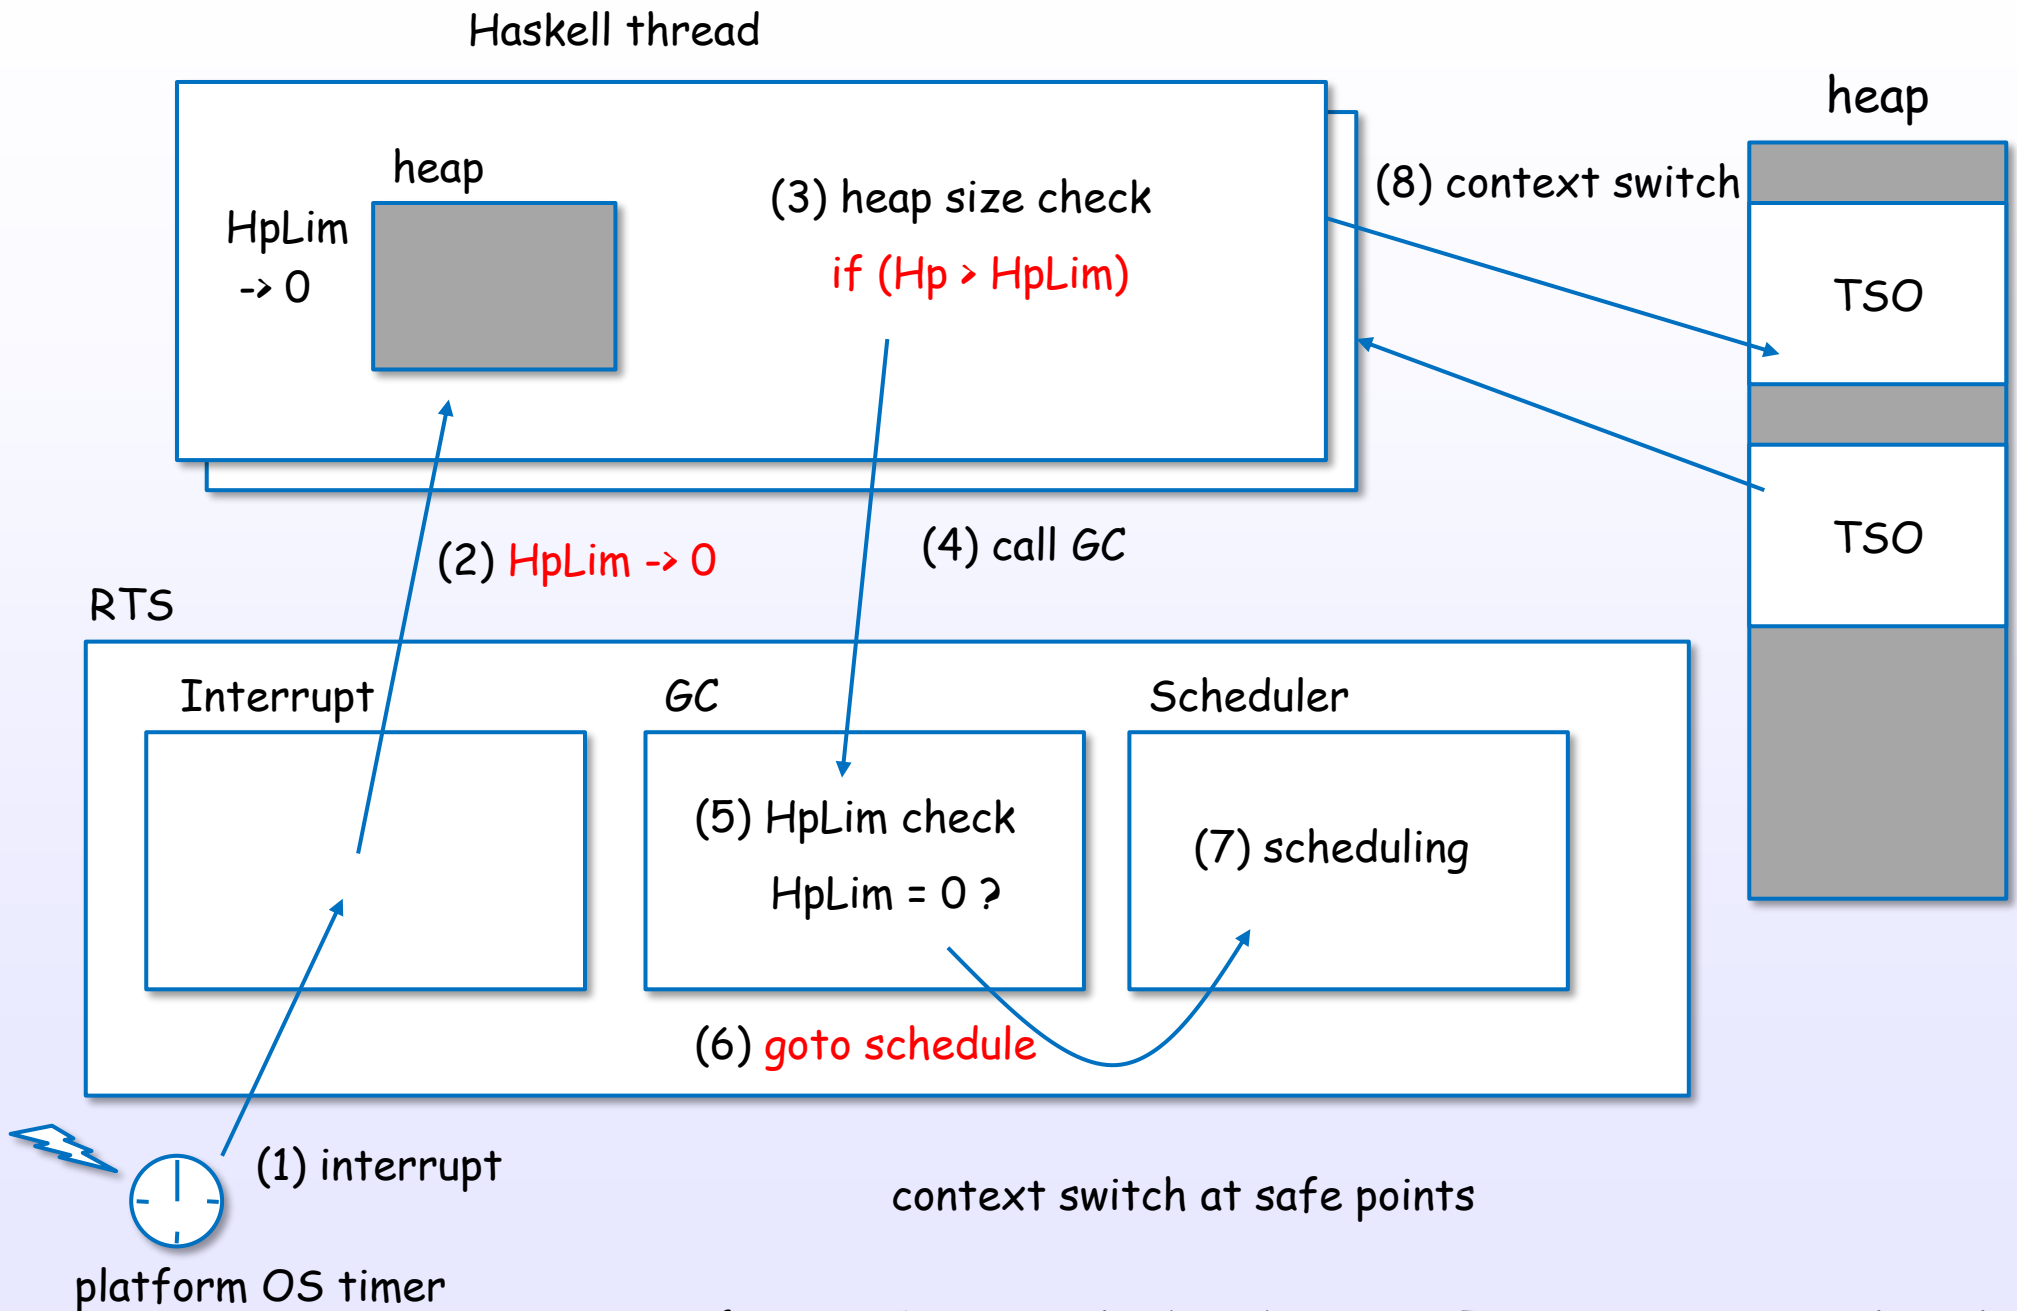 Haskell thread
heap
heap
HpLim
-> 0
(3) heap size check
if (Hp > HpLim)
(8) context switch
TSO
TSO
(2) HpLim -> 0
(4) call GC
RTS
Interrupt
GC
Scheduler
(5) HpLim check
HpLim = 0 ?
(7) scheduling
(6) goto schedule
(1) interrupt
context switch at safe points
platform OS timer